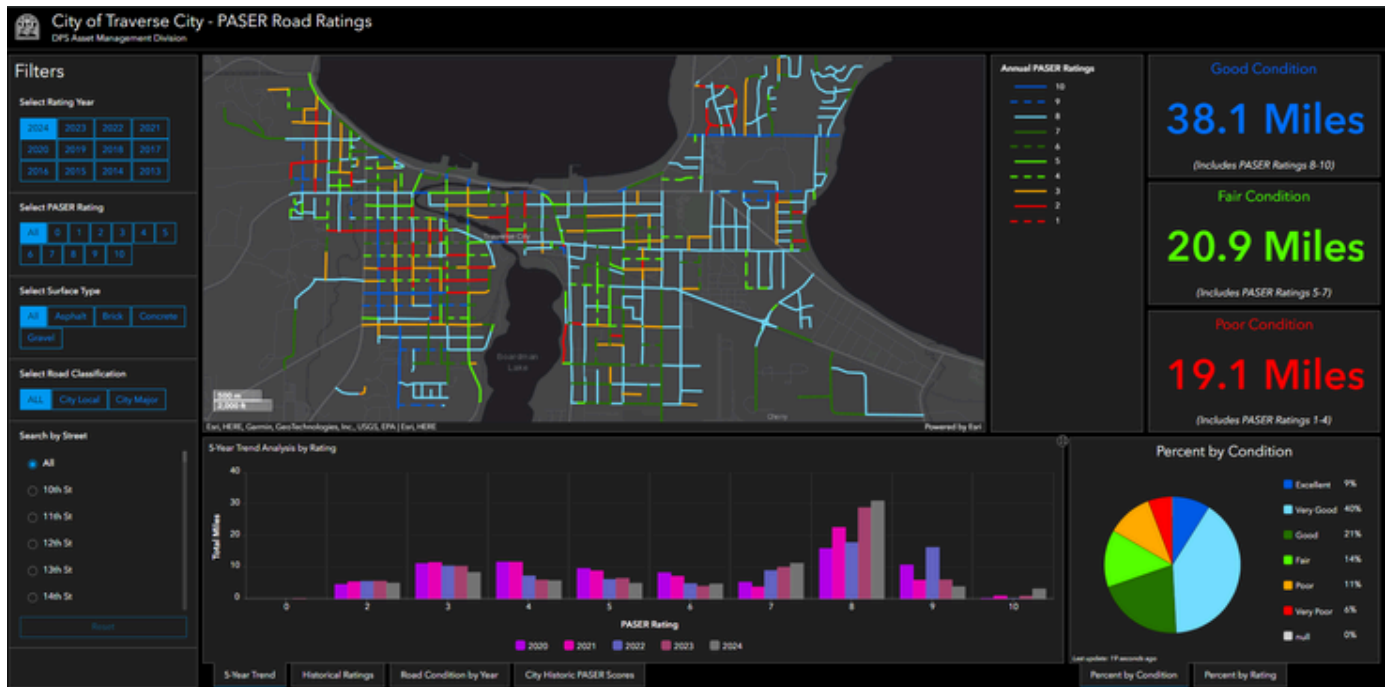 City of Traverse City - PASER Road Ratings
DPS Asset Management Division
Filters
Select Rating Year
2024 2023 2022 2021
2020 2019 2018 2017
2016 2015 2014 2013
Select PASER Rating
All 0 1 2 3 4 5
6 7 8 9 10
Select Surface Type
All Asphalt Brick Concrete
Gravel
Select Road Classification
ALL City Local City Major
Search by Street
All
10th St
11th St
12th St
13th St
14th St
Reset
Traverse City
Boardman
Lake
500 m
2,000 ft
Esri, HERE, Garmin, GeoTechnologies, Inc., USGS, EPA | Esri, HERE
Powered by Esri
Annual PASER Ratings
10
9
8
7
6
5
4
3
2
1
Good Condition
38.1 Miles
(Includes PASER Ratings 8-10)
Fair Condition
20.9 Miles
(Includes PASER Ratings 5-7)
Poor Condition
19.1 Miles
(Includes PASER Ratings 1-4)
5-Year Trend Analysis by Rating
Total Miles
40
30
20
10
0
0 2 3 4 5 6 7 8 9 10
PASER Rating
2020 2021 2022 2023 2024
5-Year Trend Historical Ratings Road Condition by Year City Historic PASER Scores
Percent by Condition
Excellent 9%
Very Good 40%
Good 21%
Fair 14%
Poor 11%
Very Poor 6%
null 0%
Last update: 19 seconds ago
Percent by Condition Percent by Rating